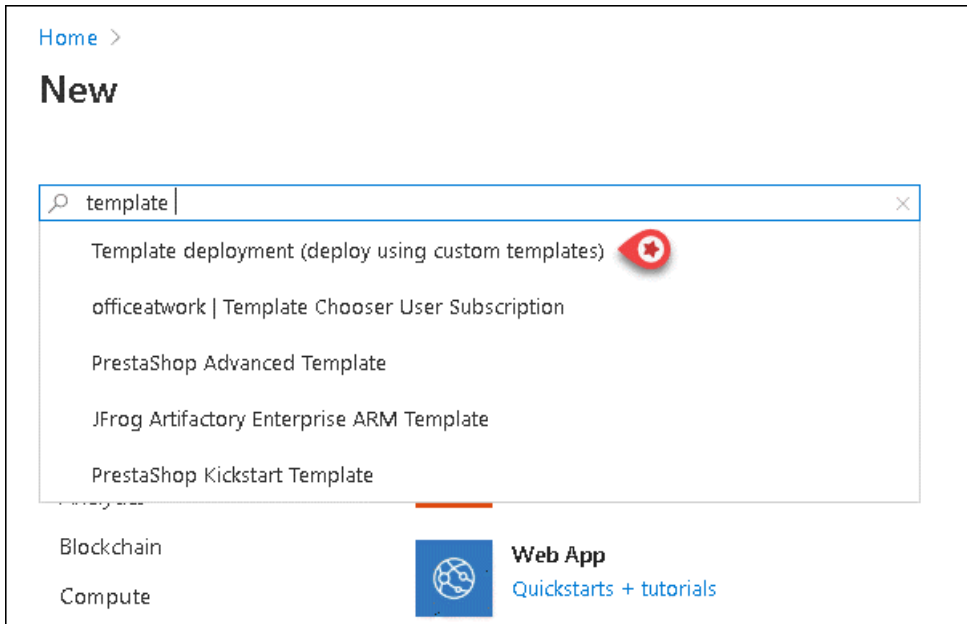 Home >
New
template
Template deployment (deploy using custom templates)
officeatwork | Template Chooser User Subscription
PrestaShop Advanced Template
JFrog Artifactory Enterprise ARM Template
PrestaShop Kickstart Template
Blockchain
Web App
Quickstarts + tutorials
Compute